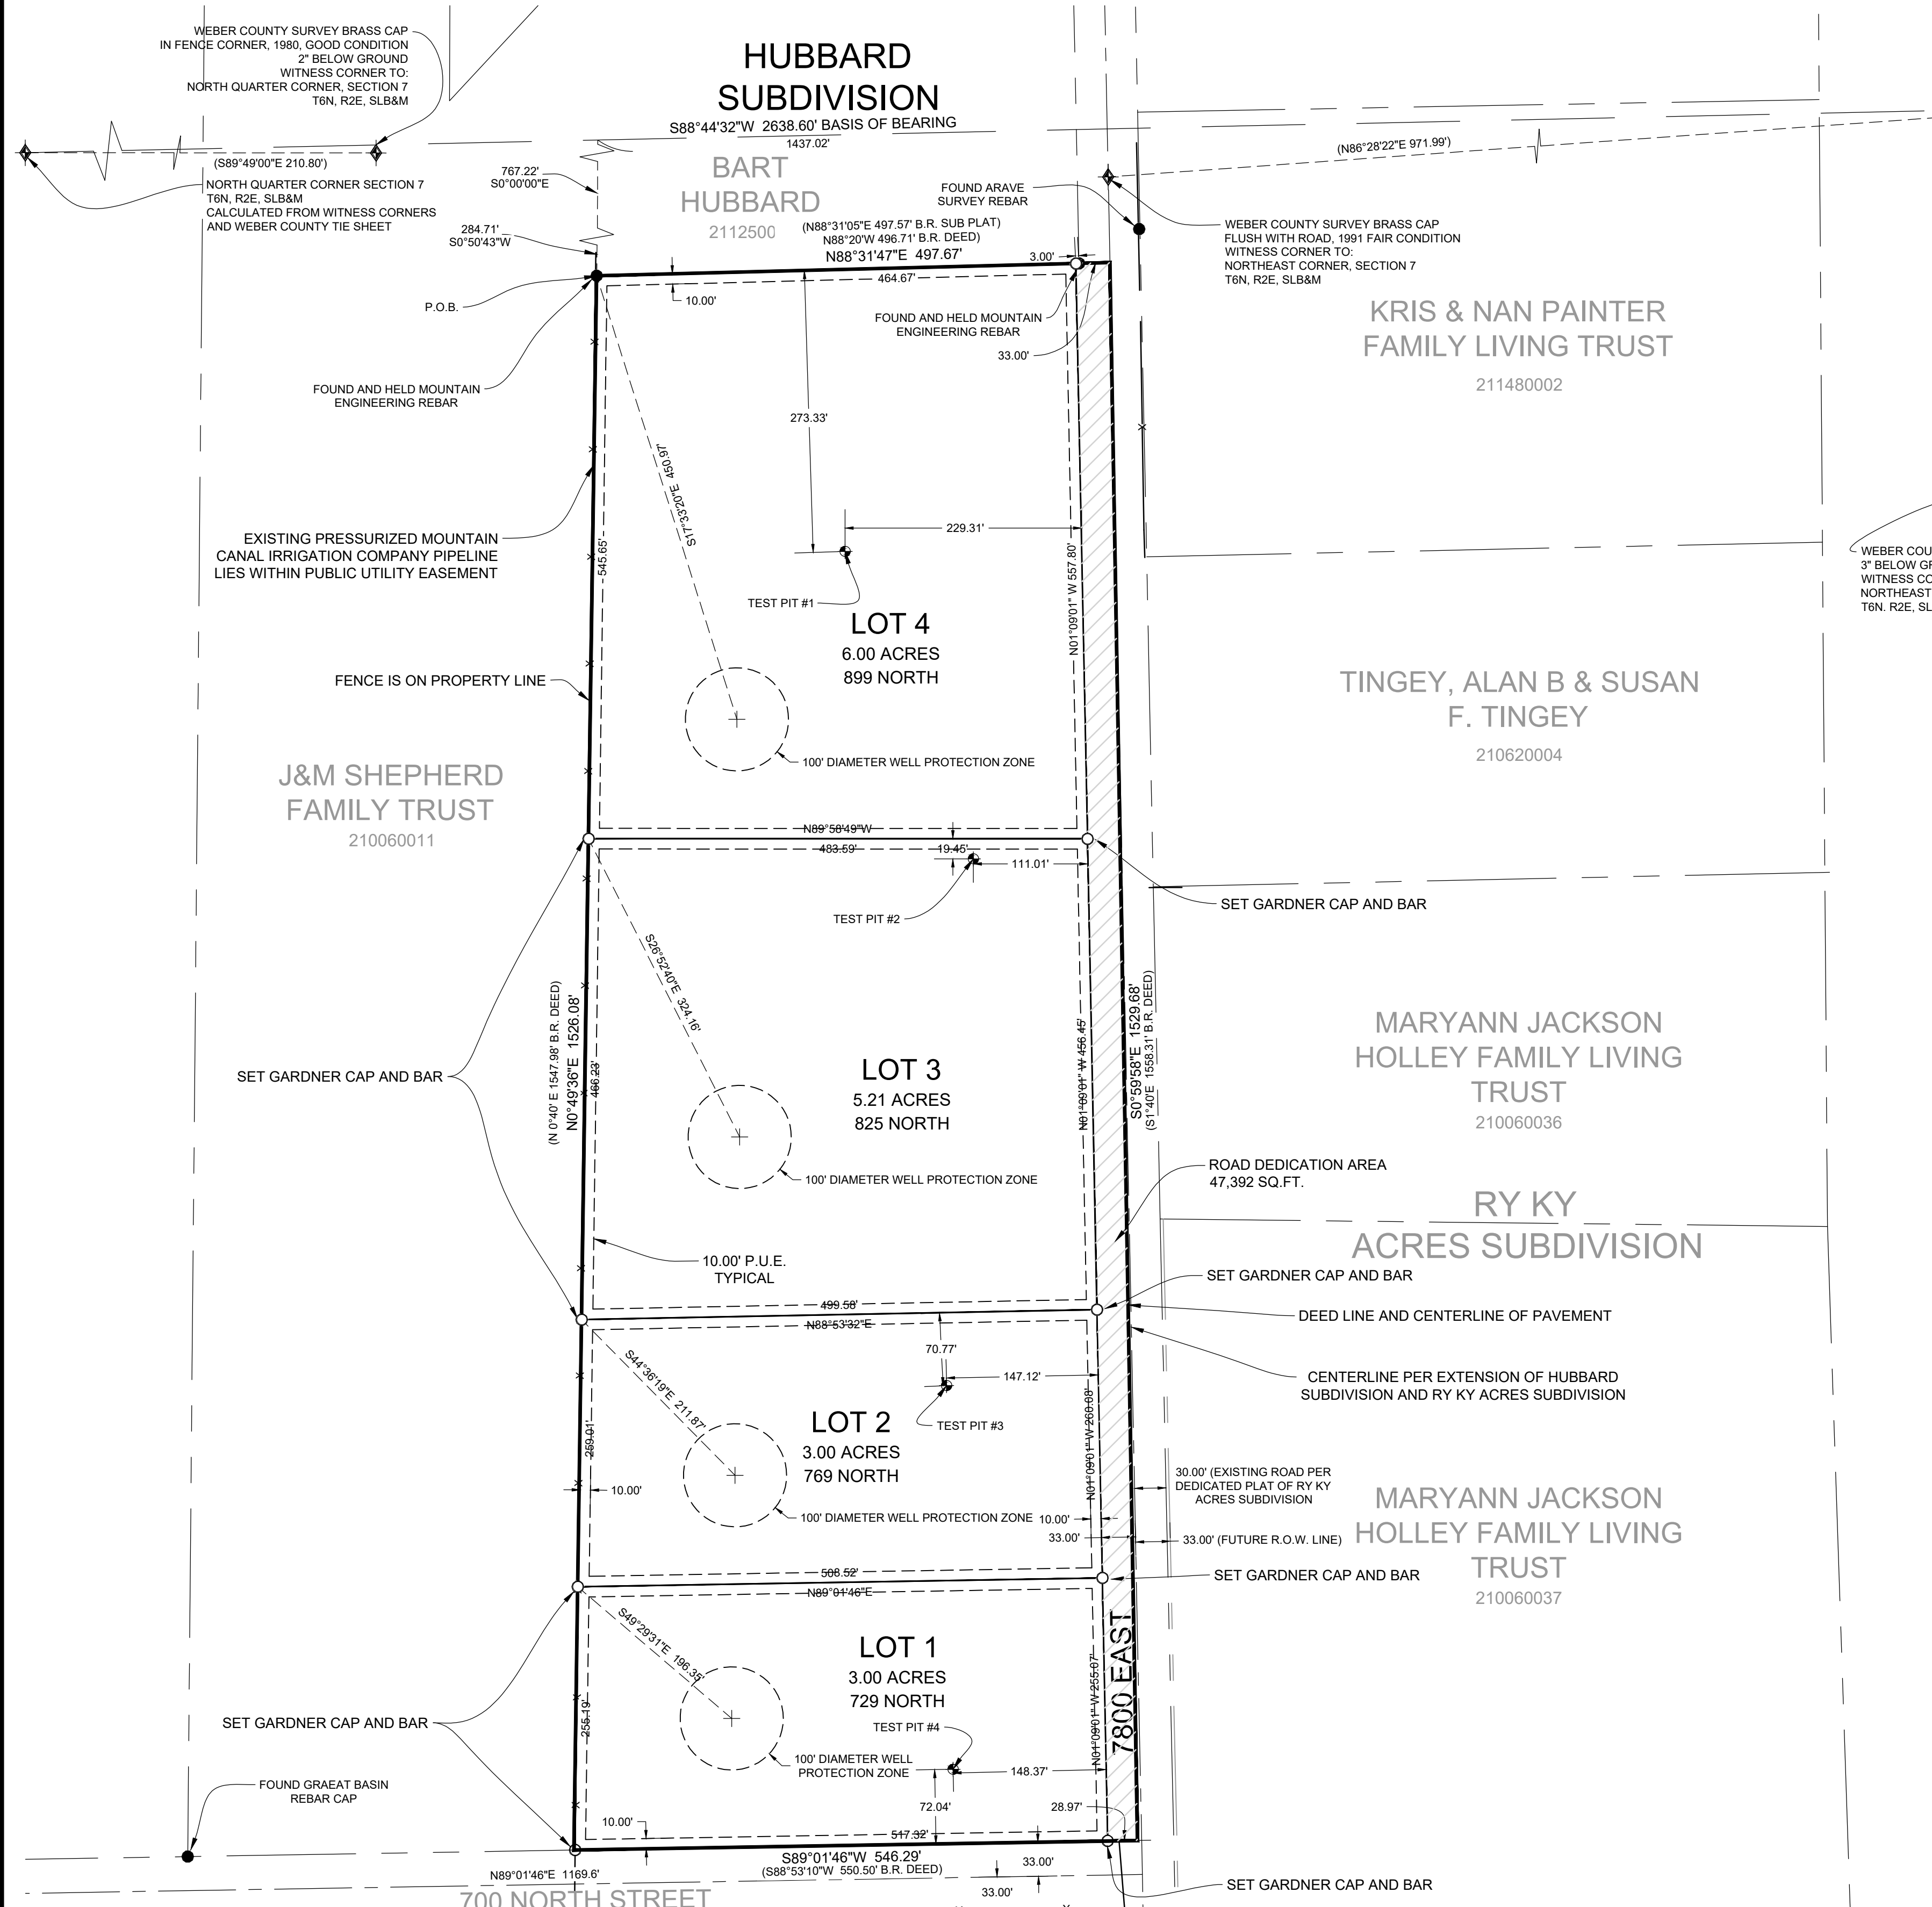 WEBER COUNTY SURVEY BRASS CAP
IN FENCE CORNER, 1980, GOOD CONDITION
2" BELOW GROUND
WITNESS CORNER TO:
NORTH QUARTER CORNER, SECTION 7
T6N, R2E, SLB&M
HUBBARD
SUBDIVISION
S88°44'32"W 2638.60' BASIS OF BEARING
1437.02'
(S89°49'00"E 210.80')
NORTH QUARTER CORNER SECTION 7
T6N, R2E, SLB&M
CALCULATED FROM WITNESS CORNERS
AND WEBER COUNTY TIE SHEET
767.22'
S0°00'00"E
284.71'
S0°50'43"W
BART
HUBBARD
2112500
(N88°31'05"E 497.57' B.R. SUB PLAT)
N88°20'W 496.71' B.R. DEED)
N88°31'47"E 497.67'
3.00'
464.67'
FOUND ARAVE
SURVEY REBAR
(N86°28'22"E 971.99')
WEBER COUNTY SURVEY BRASS CAP
FLUSH WITH ROAD, 1991 FAIR CONDITION
WITNESS CORNER TO:
NORTHEAST CORNER, SECTION 7
T6N, R2E, SLB&M
P.O.B.
10.00'
FOUND AND HELD MOUNTAIN
ENGINEERING REBAR
33.00'
KRIS & NAN PAINTER
FAMILY LIVING TRUST
211480002
FOUND AND HELD MOUNTAIN
ENGINEERING REBAR
273.33'
S17°33'20"E 450.97'
229.31'
545.65'
N01°09'01" W 557.80'
EXISTING PRESSURIZED MOUNTAIN
CANAL IRRIGATION COMPANY PIPELINE
LIES WITHIN PUBLIC UTILITY EASEMENT
TEST PIT #1
LOT 4
6.00 ACRES
899 NORTH
WEBER COU
3" BELOW GR
WITNESS CO
NORTHEAST
T6N. R2E, SL
FENCE IS ON PROPERTY LINE
100' DIAMETER WELL PROTECTION ZONE
TINGEY, ALAN B & SUSAN
F. TINGEY
210620004
J&M SHEPHERD
FAMILY TRUST
210060011
N89°58'49"W
483.59'
19.45'
111.01'
TEST PIT #2
SET GARDNER CAP AND BAR
S26°52'40"E 324.16'
(N 0°40' E 1547.98' B.R. DEED)
N0°49'36"E 1526.08'
466.23'
N01°09'01" W 456.45'
S0°59'58"E 1529.68'
(S1°40'E 1558.31' B.R. DEED)
SET GARDNER CAP AND BAR
LOT 3
5.21 ACRES
825 NORTH
MARYANN JACKSON
HOLLEY FAMILY LIVING
TRUST
210060036
100' DIAMETER WELL PROTECTION ZONE
ROAD DEDICATION AREA
47,392 SQ.FT.
RY KY
ACRES SUBDIVISION
10.00' P.U.E.
TYPICAL
SET GARDNER CAP AND BAR
499.58'
N88°53'32"E
DEED LINE AND CENTERLINE OF PAVEMENT
S44°36'19"E 211.87'
70.77'
147.12'
CENTERLINE PER EXTENSION OF HUBBARD
SUBDIVISION AND RY KY ACRES SUBDIVISION
259.01'
N01°09'01" W 260.08'
LOT 2
3.00 ACRES
769 NORTH
TEST PIT #3
10.00'
100' DIAMETER WELL PROTECTION ZONE
10.00'
33.00'
30.00' (EXISTING ROAD PER
DEDICATED PLAT OF RY KY
ACRES SUBDIVISION
33.00' (FUTURE R.O.W. LINE)
MARYANN JACKSON
HOLLEY FAMILY LIVING
TRUST
210060037
508.52'
N89°01'46"E
SET GARDNER CAP AND BAR
S49°29'31"E 196.35'
LOT 1
3.00 ACRES
729 NORTH
255.19'
N01°09'01" W 255.07'
7800 EAST
SET GARDNER CAP AND BAR
TEST PIT #4
100' DIAMETER WELL
PROTECTION ZONE
148.37'
72.04'
28.97'
FOUND GRAEAT BASIN
REBAR CAP
10.00'
517.32'
S89°01'46"W 546.29'
(S88°53'10"W 550.50' B.R. DEED)
N89°01'46"E 1169.6'
33.00'
33.00'
SET GARDNER CAP AND BAR
700 NORTH STREET